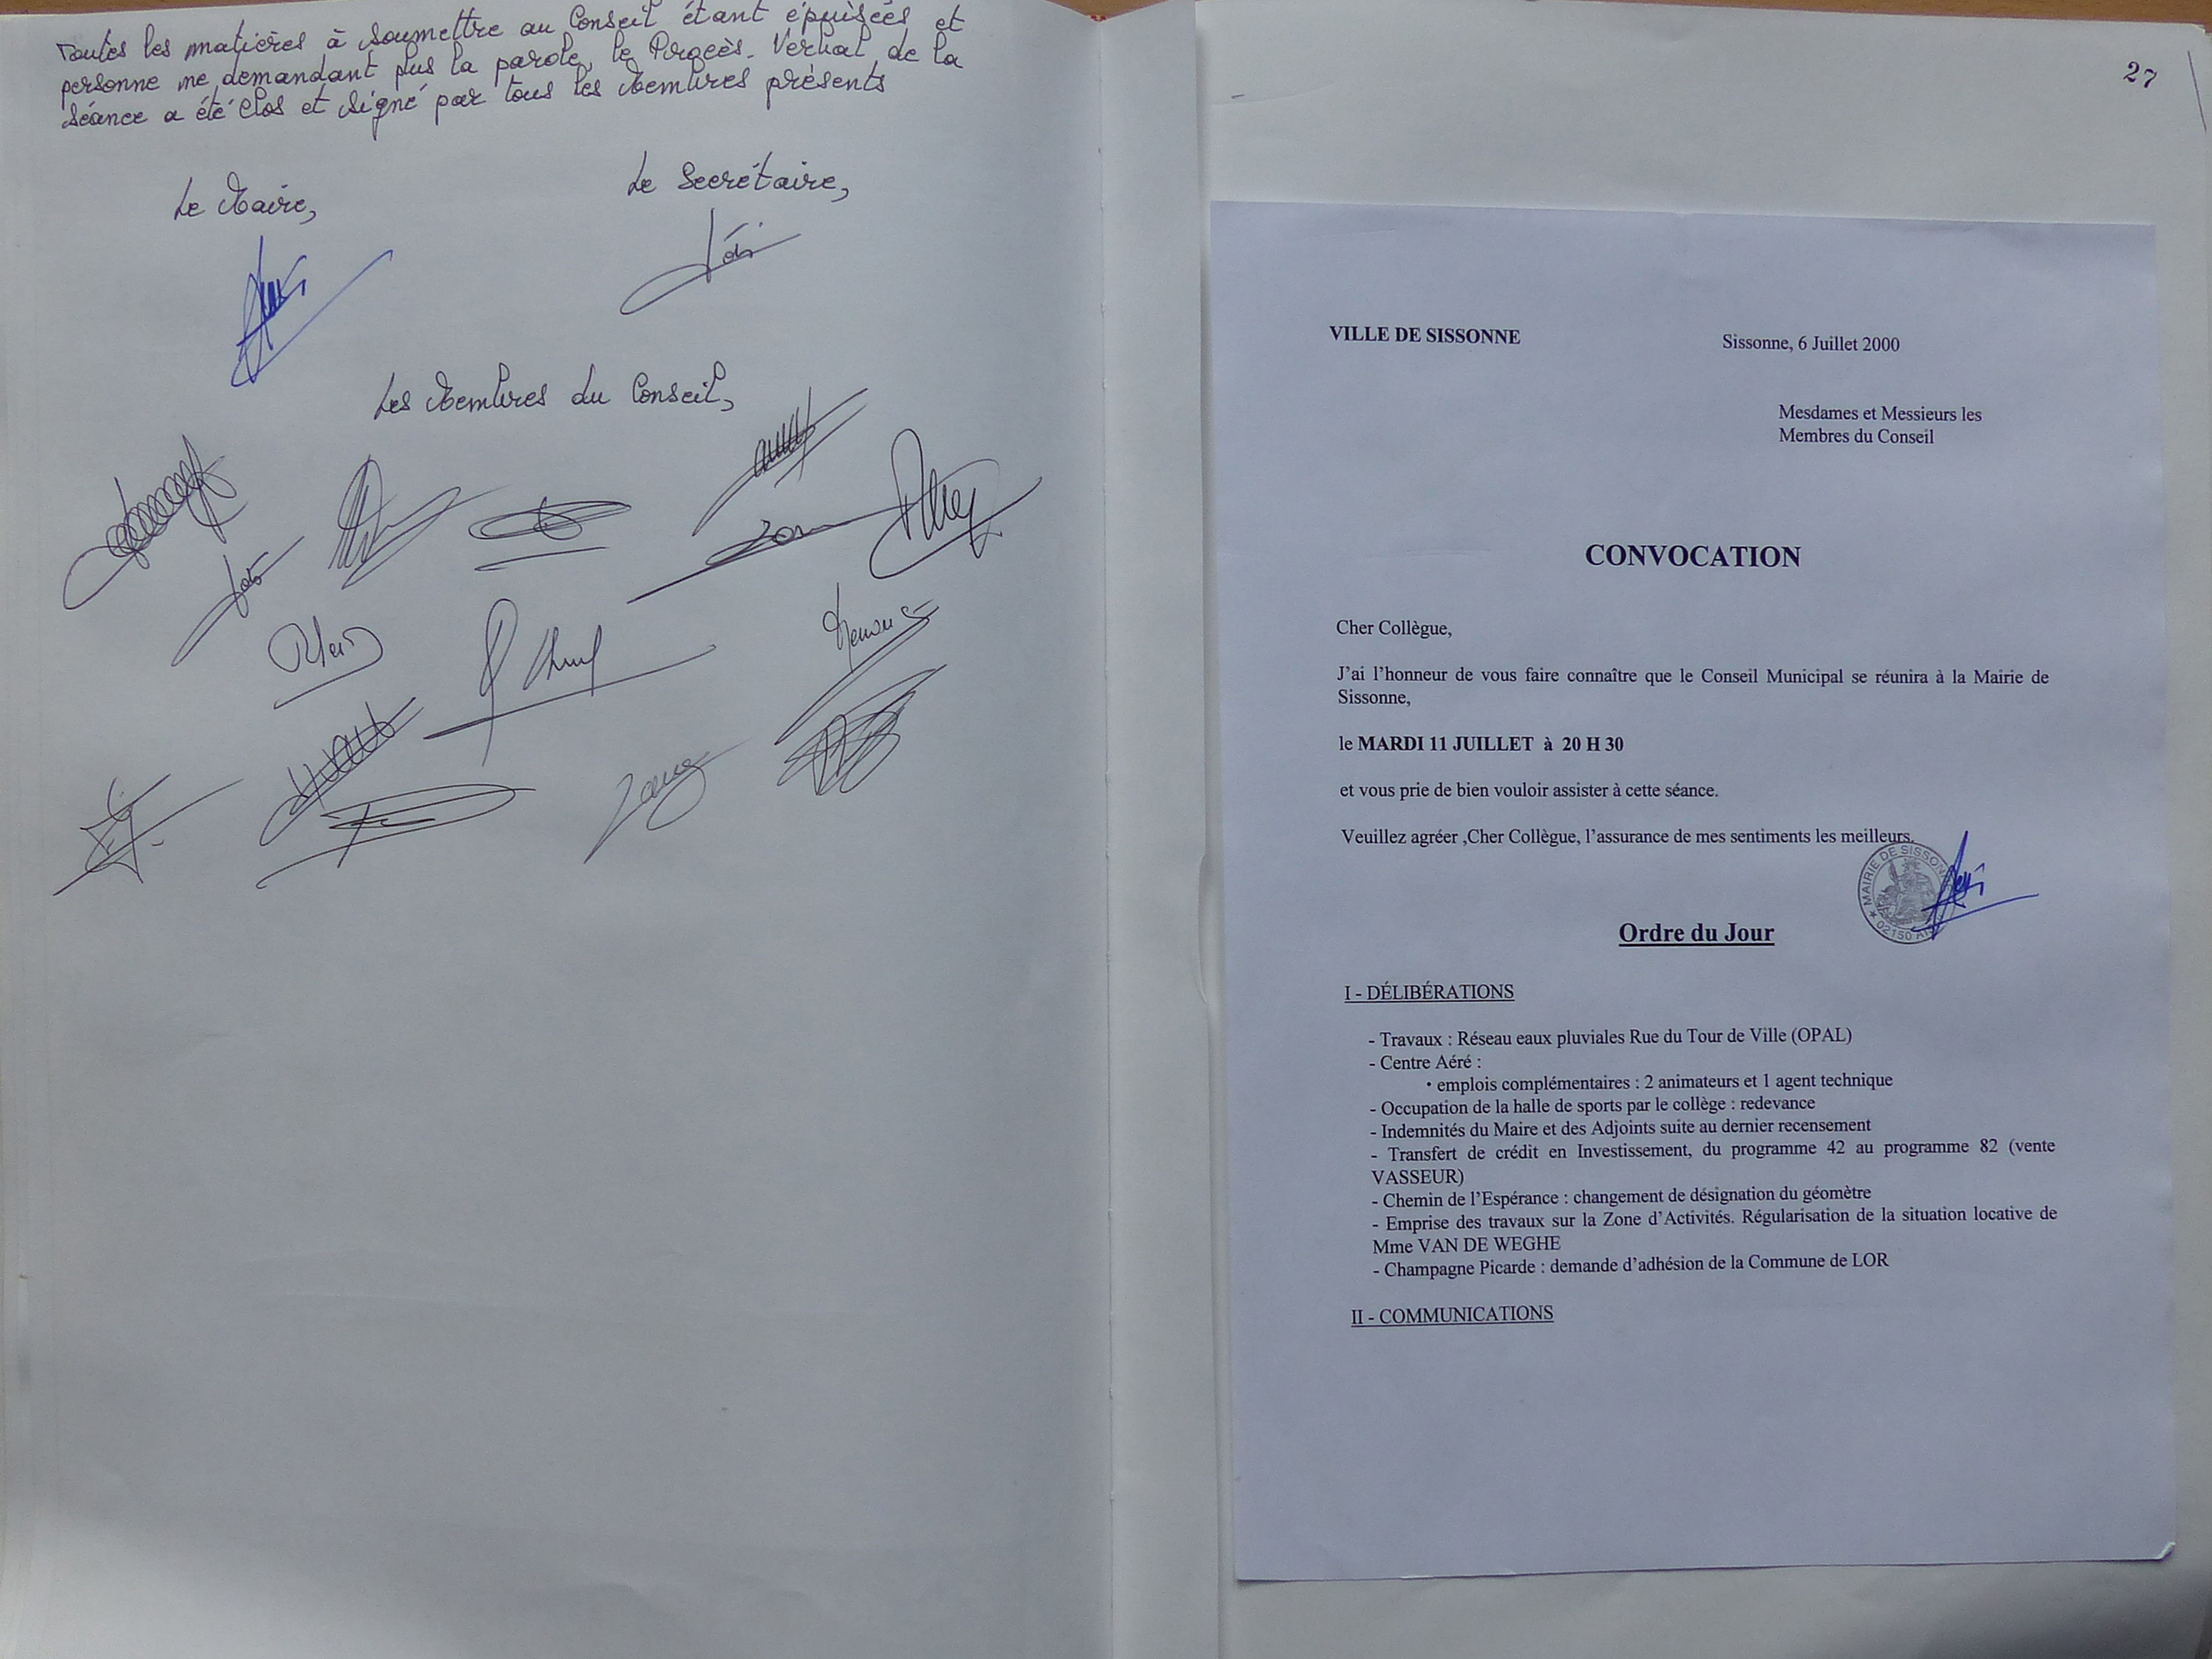 Toutes les matières à soumettre au Conseil étant épuisées et
personne ne demandant plus la parole, le Procès-Verbal de la
Séance a été clos et signé par tous les Membres présents
Le Maire,
Le Secrétaire,
Les Membres du Conseil,
27
VILLE DE SISSONNE
Sissonne, 6 Juillet 2000
Mesdames et Messieurs les
Membres du Conseil
CONVOCATION
Cher Collègue,
J'ai l'honneur de vous faire connaître que le Conseil Municipal se réunira à la Mairie de
Sissonne,
le MARDI 11 JUILLET à 20 H 30
et vous prie de bien vouloir assister à cette séance.
Veuillez agréer ,Cher Collègue, l'assurance de mes sentiments les meilleurs.
MAIRIE DE SISSONNE
02150
Ordre du Jour
I - DÉLIBÉRATIONS
- Travaux : Réseau eaux pluviales Rue du Tour de Ville (OPAL)
- Centre Aéré :
• emplois complémentaires : 2 animateurs et 1 agent technique
- Occupation de la halle de sports par le collège : redevance
- Indemnités du Maire et des Adjoints suite au dernier recensement
- Transfert de crédit en Investissement, du programme 42 au programme 82 (vente
VASSEUR)
- Chemin de l'Espérance : changement de désignation du géomètre
- Emprise des travaux sur la Zone d'Activités. Régularisation de la situation locative de
Mme VAN DE WEGHE
- Champagne Picarde : demande d'adhésion de la Commune de LOR
II - COMMUNICATIONS